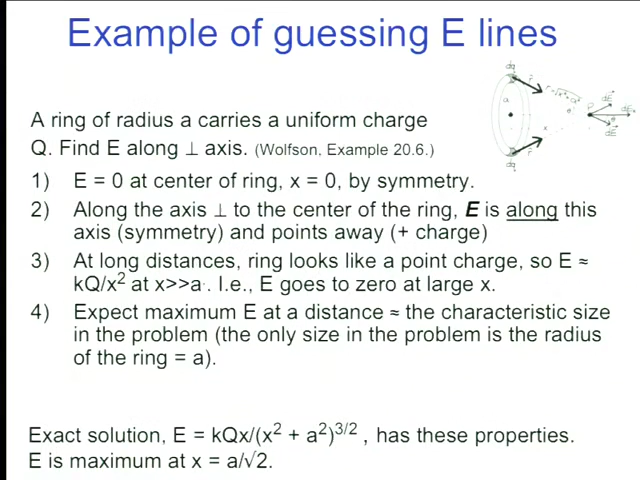 Example of guessing E lines
A ring of radius a carries a uniform charge
Q. Find E along ⊥ axis. (Wolfson, Example 20.6.)
1) E = 0 at center of ring, x = 0, by symmetry.
2) Along the axis ⊥ to the center of the ring, E is along this
axis (symmetry) and points away (+ charge)
3) At long distances, ring looks like a point charge, so E ≈
kQ/x² at x>>a. I.e., E goes to zero at large x.
4) Expect maximum E at a distance ≈ the characteristic size
in the problem (the only size in the problem is the radius
of the ring = a).
Exact solution, E = kQx/(x² + a²)^3/2 , has these properties.
E is maximum at x = a/√2.
dq
a
x
P
dq